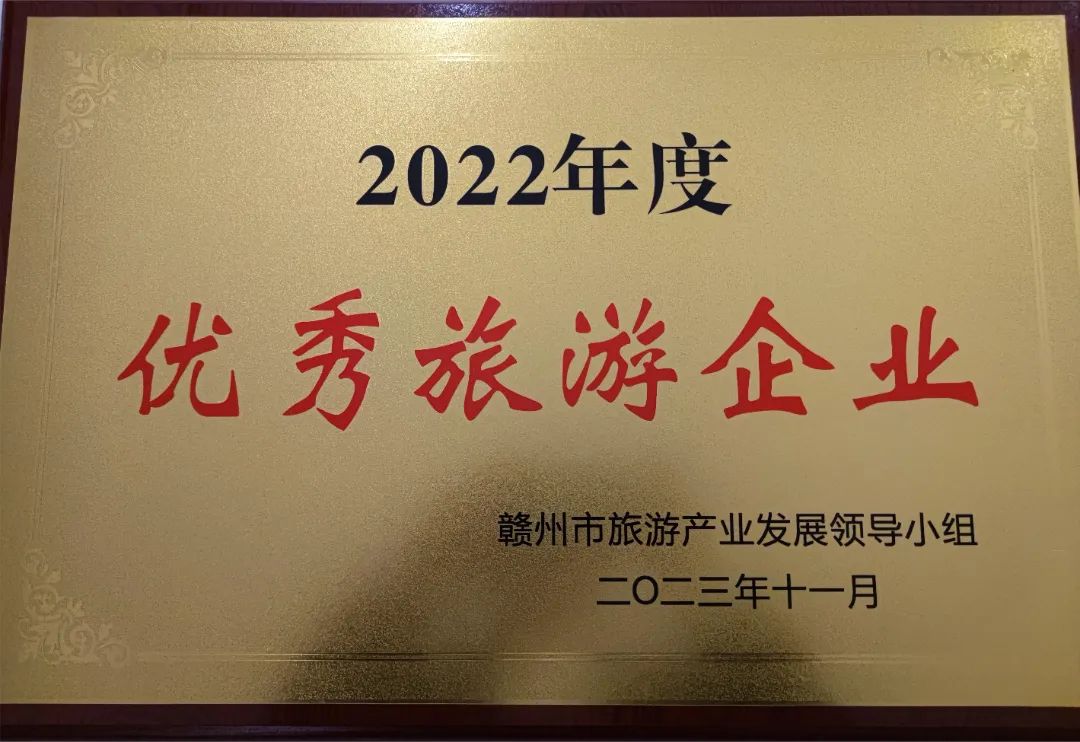 2022年度
优秀旅游企业
赣州市旅游产业发展领导小组
二〇二三年十一月